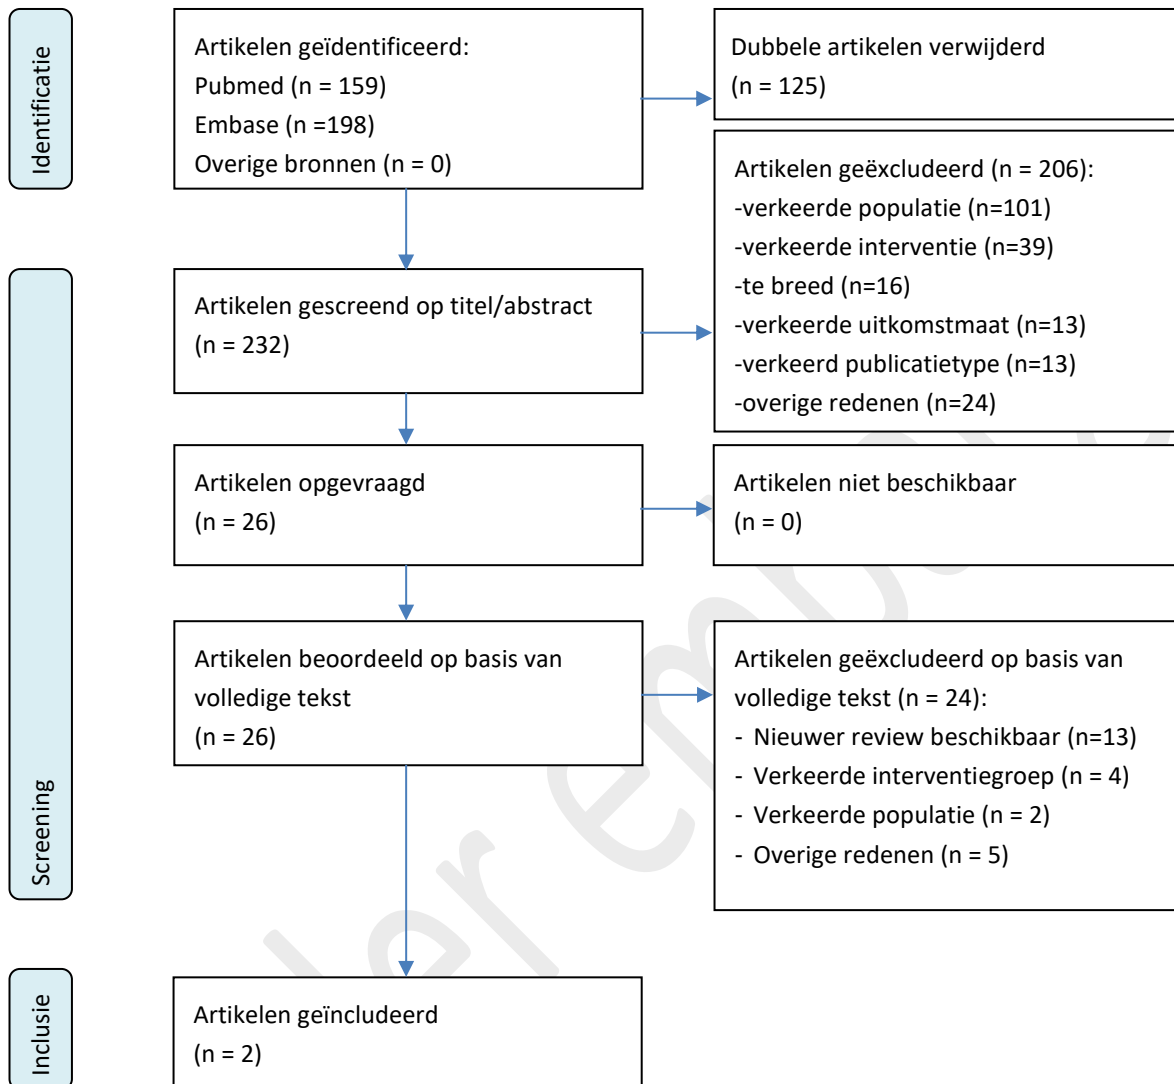 Identificatie
Artikelen geïdentificeerd:
Pubmed (n = 159)
Embase (n =198)
Overige bronnen (n = 0)
Dubbele artikelen verwijderd
(n = 125)
Screening
Artikelen gescreend op titel/abstract
(n = 232)
Artikelen geëxcludeerd (n = 206):
-verkeerde populatie (n=101)
-verkeerde interventie (n=39)
-te breed (n=16)
-verkeerde uitkomstmaat (n=13)
-verkeerd publicatietype (n=13)
-overige redenen (n=24)
Artikelen opgevraagd
(n = 26)
Artikelen niet beschikbaar
(n = 0)
Artikelen beoordeeld op basis van
volledige tekst
(n = 26)
Artikelen geëxcludeerd op basis van
volledige tekst (n = 24):
- Nieuwer review beschikbaar (n=13)
- Verkeerde interventiegroep (n = 4)
- Verkeerde populatie (n = 2)
- Overige redenen (n = 5)
Inclusie
Artikelen geïncludeerd
(n = 2)